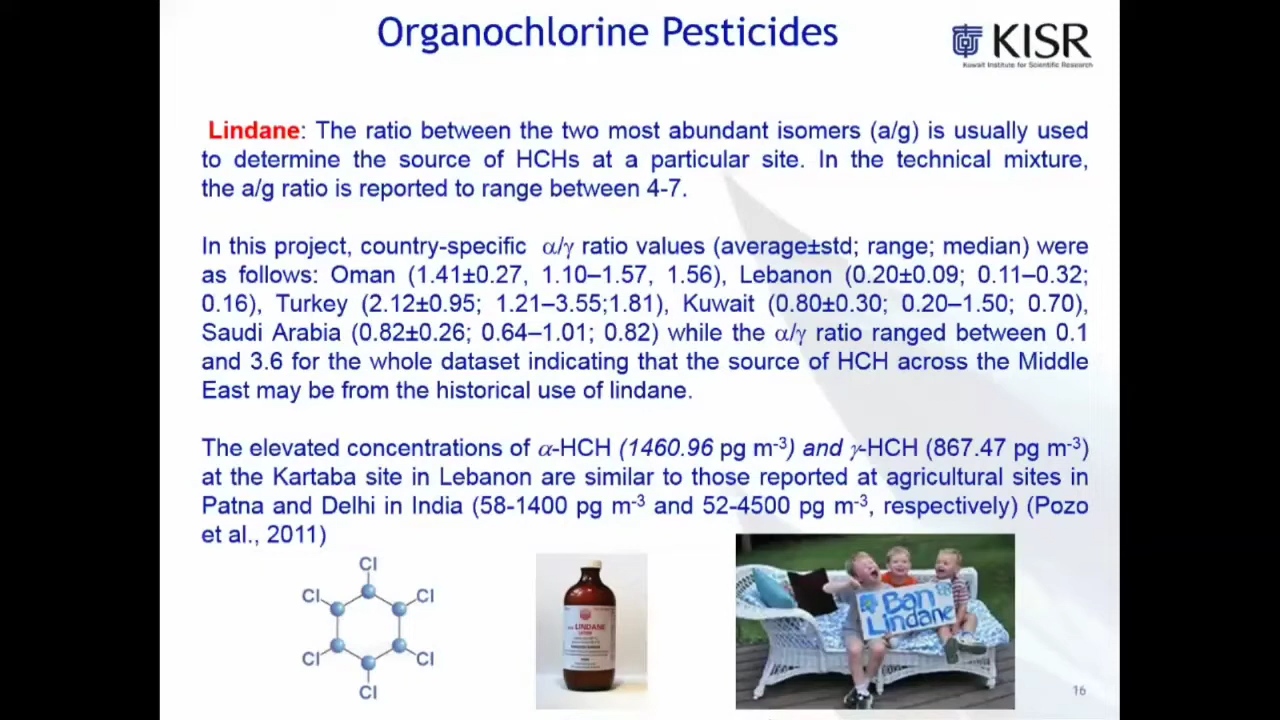 Organochlorine Pesticides
KISR
Kuwait Institute for Scientific Research
Lindane: The ratio between the two most abundant isomers (a/g) is usually used
to determine the source of HCHs at a particular site. In the technical mixture,
the a/g ratio is reported to range between 4-7.
In this project, country-specific α/γ ratio values (average±std; range; median) were
as follows: Oman (1.41±0.27, 1.10–1.57, 1.56), Lebanon (0.20±0.09; 0.11–0.32;
0.16), Turkey (2.12±0.95; 1.21–3.55;1.81), Kuwait (0.80±0.30; 0.20–1.50; 0.70),
Saudi Arabia (0.82±0.26; 0.64–1.01; 0.82) while the α/γ ratio ranged between 0.1
and 3.6 for the whole dataset indicating that the source of HCH across the Middle
East may be from the historical use of lindane.
The elevated concentrations of α-HCH (1460.96 pg m-3) and γ-HCH (867.47 pg m-3)
at the Kartaba site in Lebanon are similar to those reported at agricultural sites in
Patna and Delhi in India (58-1400 pg m-3 and 52-4500 pg m-3, respectively) (Pozo
et al., 2011)
Cl
Cl Cl
Cl Cl
Cl
LINDANE
Ban
Lindane
16